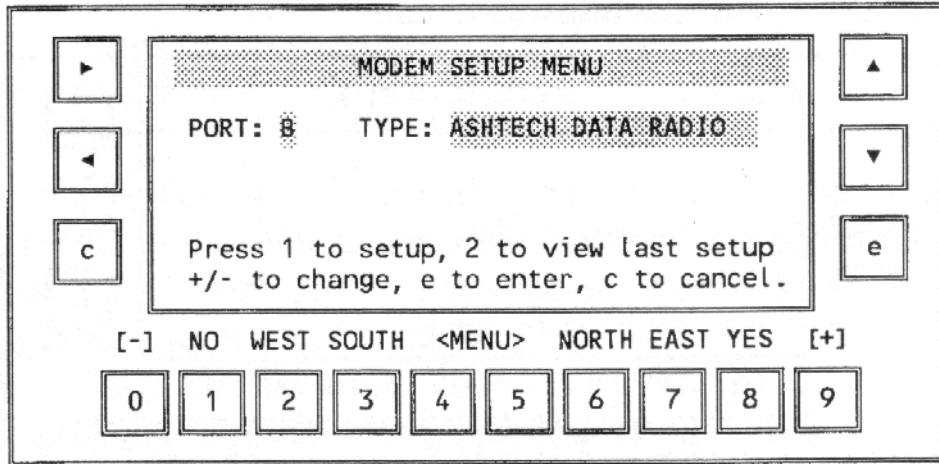 MODEM SETUP MENU
PORT: B TYPE: ASHTECH DATA RADIO
c
e
Press 1 to setup, 2 to view last setup
+/- to change, e to enter, c to cancel.
[-] NO WEST SOUTH <MENU> NORTH EAST YES [+]
0 1 2 3 4 5 6 7 8 9